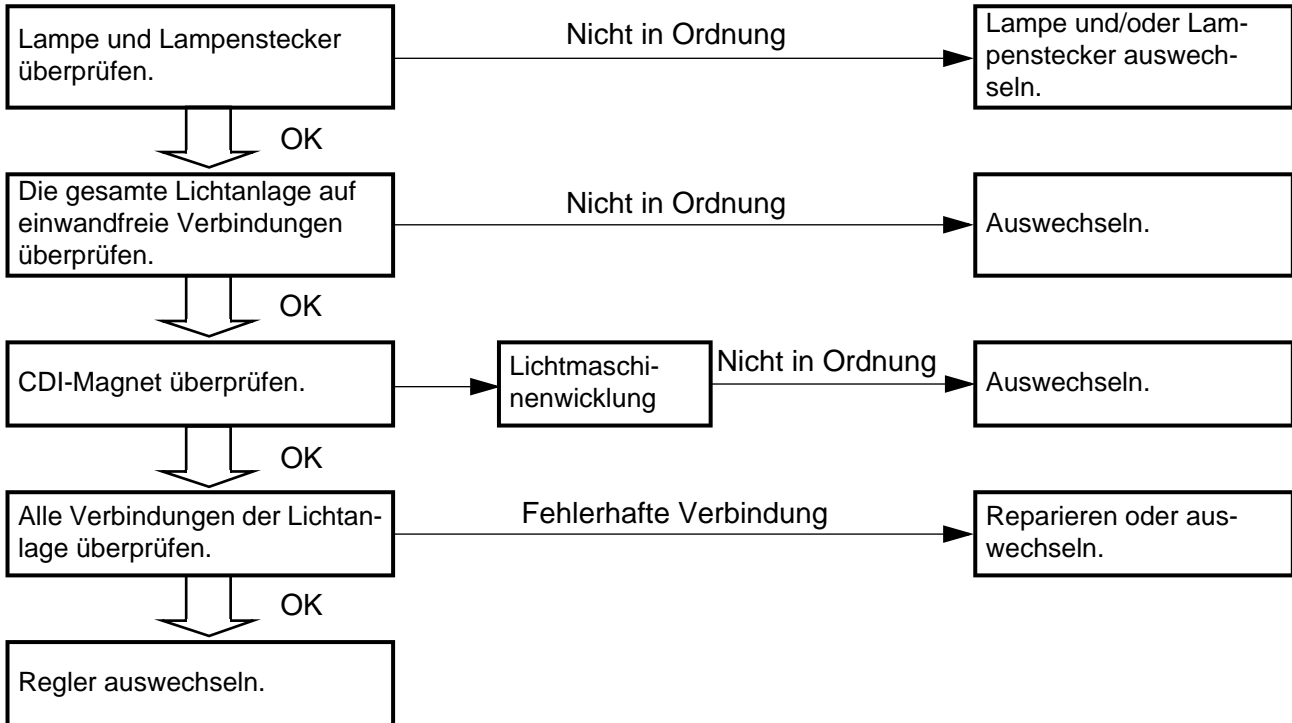 Lampe und Lampenstecker
überprüfen.
Nicht in Ordnung
Lampe und/oder Lam-
penstecker auswech-
seln.
OK
Die gesamte Lichtanlage auf
einwandfreie Verbindungen
überprüfen.
Nicht in Ordnung
Auswechseln.
OK
CDI-Magnet überprüfen.
Lichtmaschi-
nenwicklung
Nicht in Ordnung
Auswechseln.
OK
Alle Verbindungen der Lichtan-
lage überprüfen.
Fehlerhafte Verbindung
Reparieren oder aus-
wechseln.
OK
Regler auswechseln.